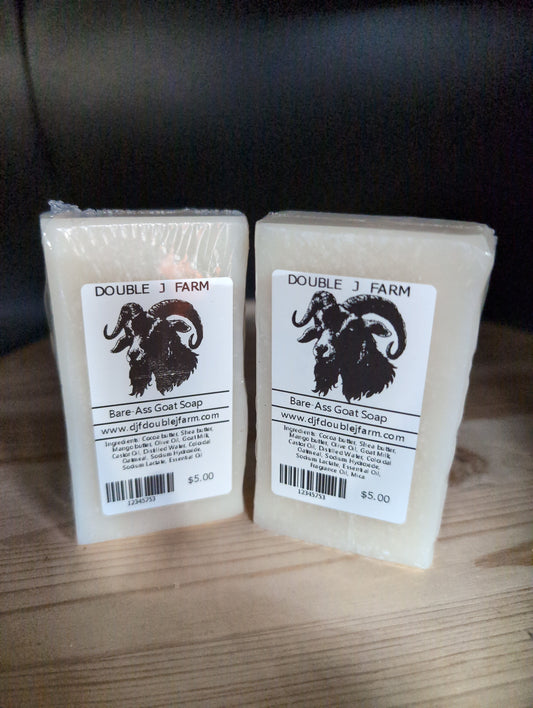 DOUBLE J FARM
Bare-Ass Goat Soap
www.djfdoublejfarm.com
Ingredients: Cocoa butter, Shea butter,
Mango butter, Olive Oil, Goat Milk,
Castor Oil, Distilled Water, Coloidal
Oatmeal, Sodium Hydroxide,
Sodium Lactate, Essential Oil
$5.00
12345753
DOUBLE J FARM
Bare-Ass Goat Soap
www.djfdoublejfarm.com
Ingredients: Cocoa butter, Shea butter,
Mango butter, Olive Oil, Goat Milk,
Castor Oil, Distilled Water, Coloidal
Oatmeal, Sodium Hydroxide,
Sodium Lactate, Essential Oil,
Fragrance Oil, Mica
$5.00
12345753